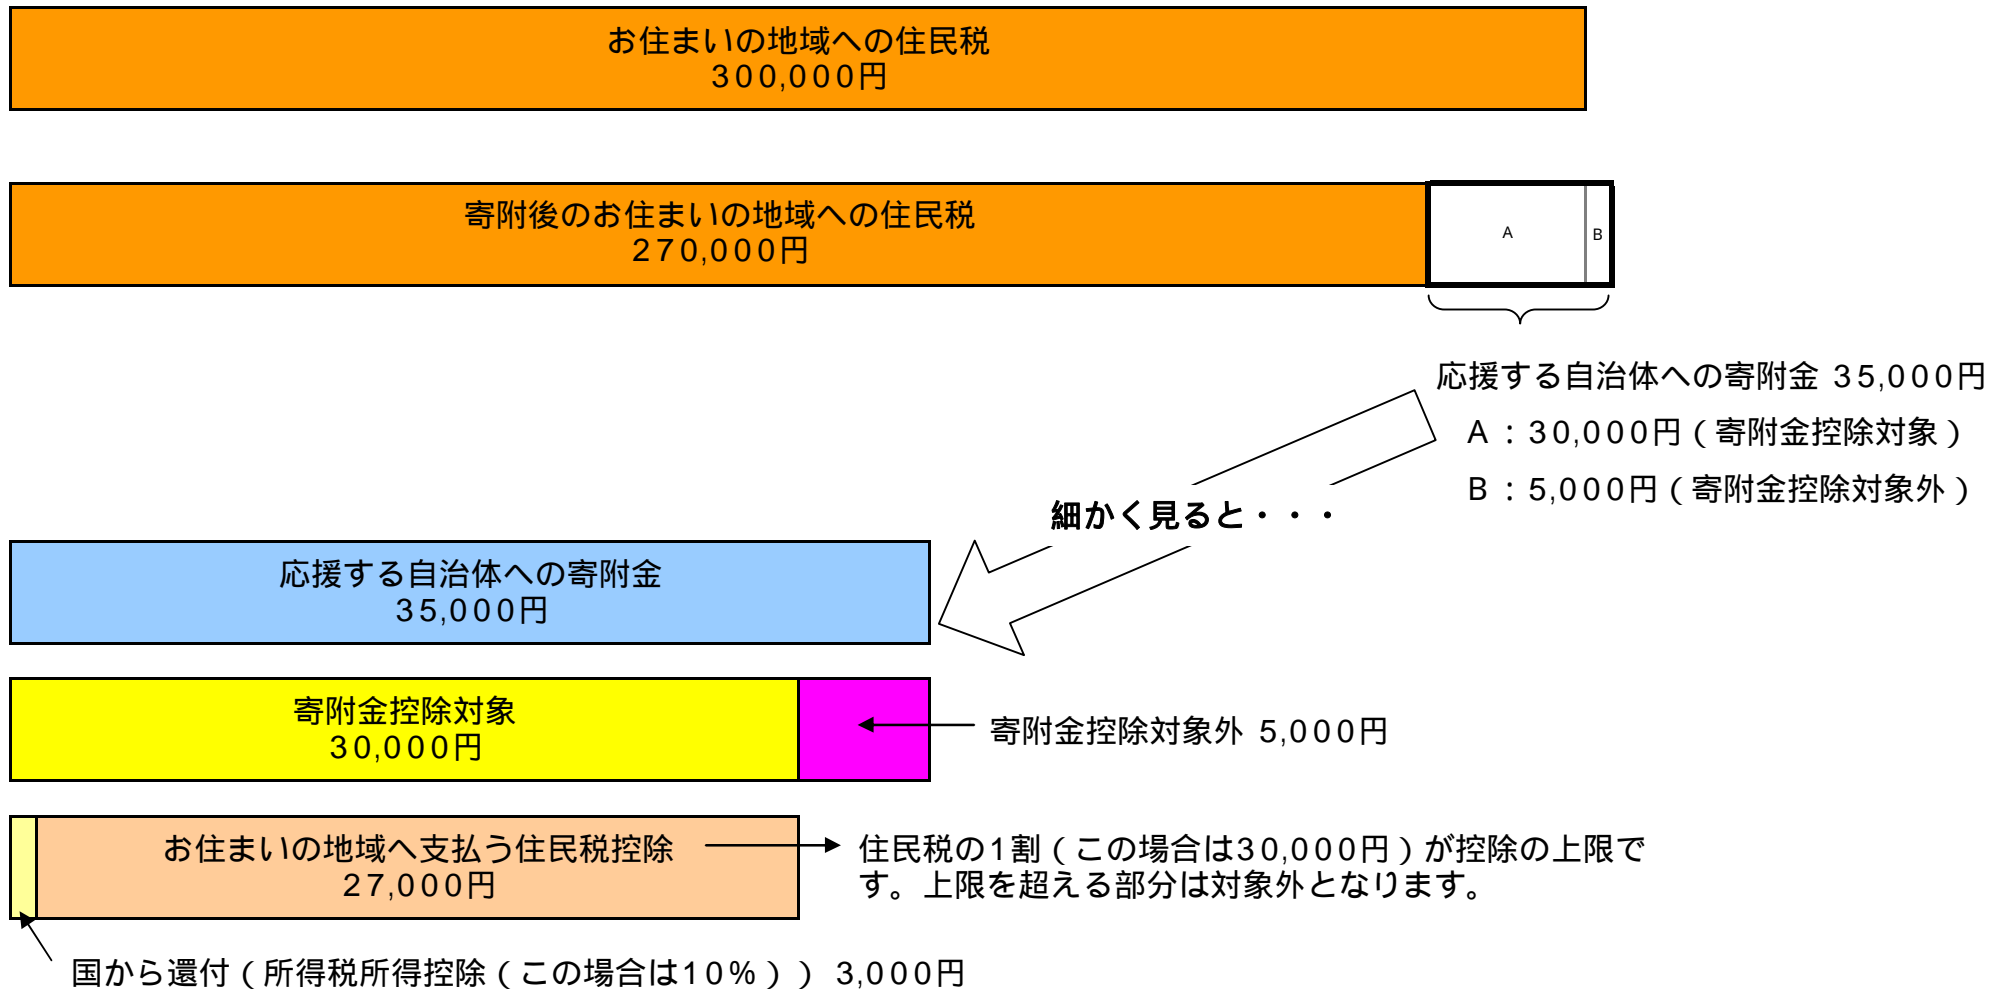 お住まいの地域への住民税
300,000円
寄附後のお住まいの地域への住民税
270,000円
A
B
応援する自治体への寄附金 35,000円
A：30,000円（寄附金控除対象）
B：5,000円（寄附金控除対象外）
細かく見ると・・・
応援する自治体への寄附金
35,000円
寄附金控除対象
30,000円
寄附金控除対象外 5,000円
お住まいの地域へ支払う住民税控除
27,000円
住民税の1割（この場合は30,000円）が控除の上限で
す。上限を超える部分は対象外となります。
国から還付（所得税所得控除（この場合は10%）） 3,000円